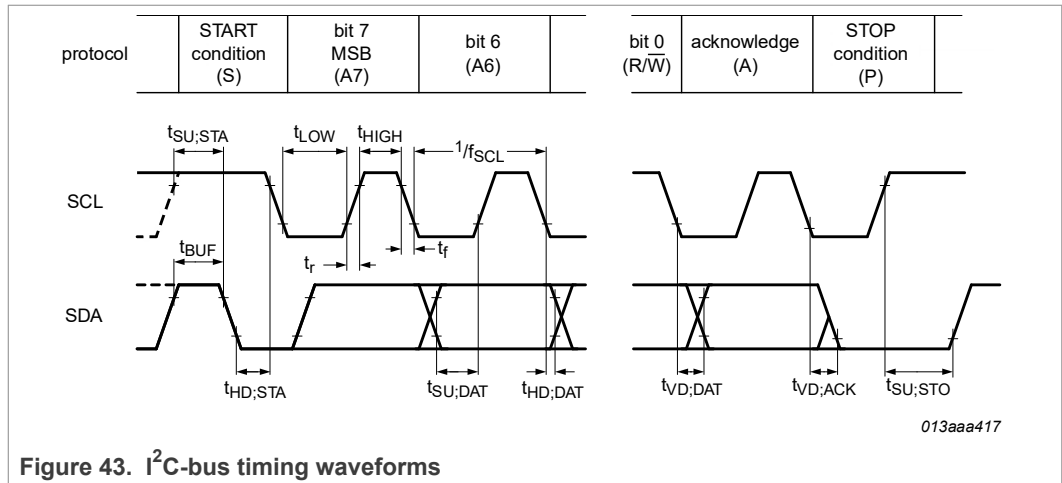 protocol
START
condition
(S)
bit 7
MSB
(A7)
bit 6
(A6)
bit 0
(R/W̅)
acknowledge
(A)
STOP
condition
(P)
tSU;STA
tLOW
tHIGH
1/fSCL
SCL
tBUF
tr
tf
SDA
tHD;STA
tSU;DAT
tHD;DAT
tVD;DAT
tVD;ACK
tSU;STO
013aaa417
Figure 43. I²C-bus timing waveforms